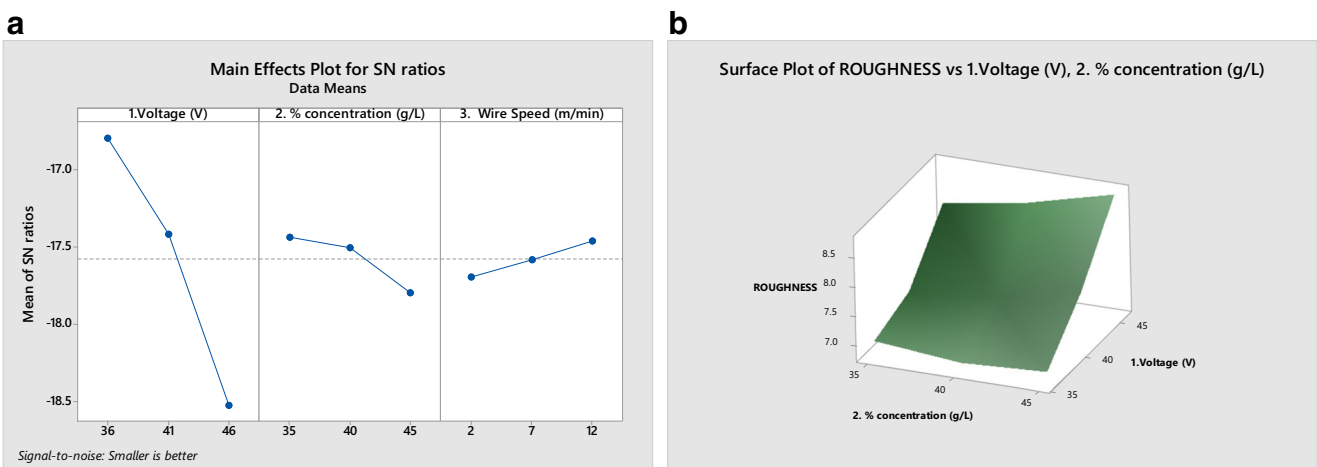 a
Main Effects Plot for SN ratios
Data Means
1.Voltage (V)
2. % concentration (g/L)
3. Wire Speed (m/min)
Mean of SN ratios
-17.0
-17.5
-18.0
-18.5
36 41 46 35 40 45 2 7 12
Signal-to-noise: Smaller is better
b
Surface Plot of ROUGHNESS vs 1.Voltage (V), 2. % concentration (g/L)
ROUGHNESS
8.5
8.0
7.5
7.0
35
40
45
2. % concentration (g/L)
35
40
45
1.Voltage (V)